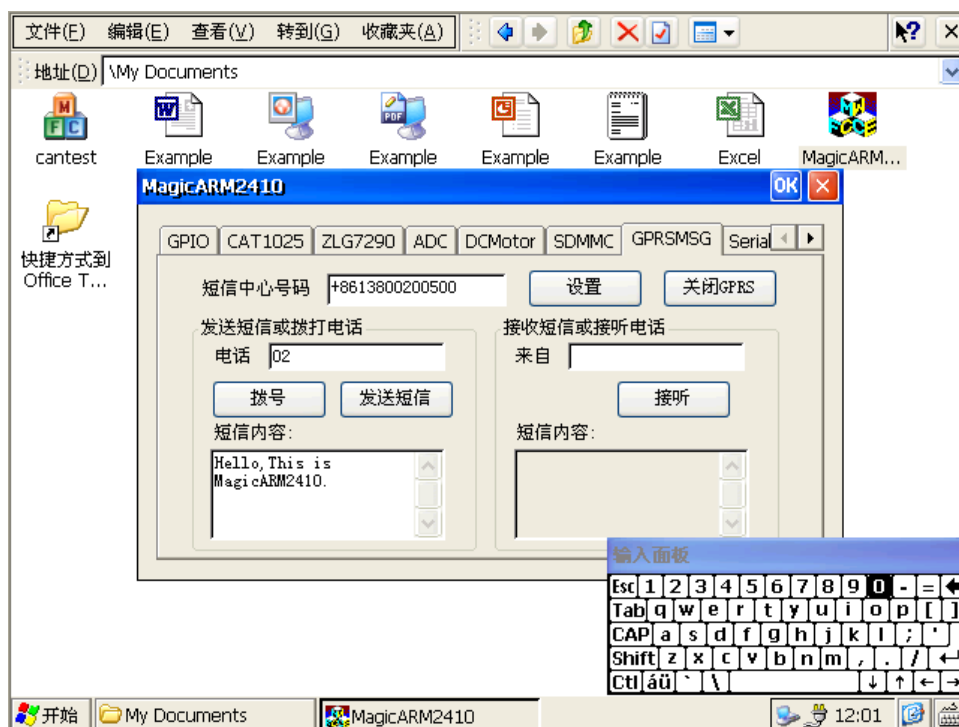 文件(F) 编辑(E) 查看(V) 转到(G) 收藏夹(A)
地址(D) \My Documents
cantest Example Example Example Example Example Excel MagicARM...
快捷方式到
Office T...
MagicARM2410 OK
GPIO CAT1025 ZLG7290 ADC DCMotor SDMMC GPRSMSG Serial
短信中心号码 +8613800200500 设置 关闭GPRS
发送短信或拨打电话 接收短信或接听电话
电话 02 来自
拨号 发送短信 接听
短信内容: 短信内容:
Hello,This is
MagicARM2410.
输入面板
Esc 1 2 3 4 5 6 7 8 9 0 - =
Tab q w e r t y u i o p [ ]
CAP a s d f g h j k l ; '
Shift z x c v b n m , . /
Ctl áü ` \
开始 My Documents MagicARM2410 12:01